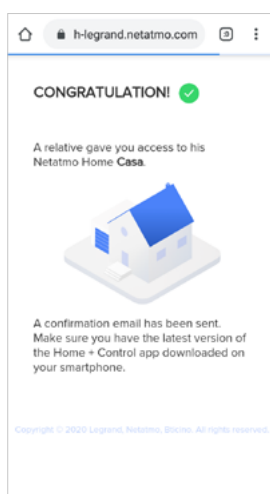 h-legrand.netatmo.com
CONGRATULATION!
A relative gave you access to his
Netatmo Home Casa.
A confirmation email has been sent.
Make sure you have the latest version of
the Home + Control app downloaded on
your smartphone.
Copyright © 2020 Legrand, Netatmo, Bticino. All rights reserved.